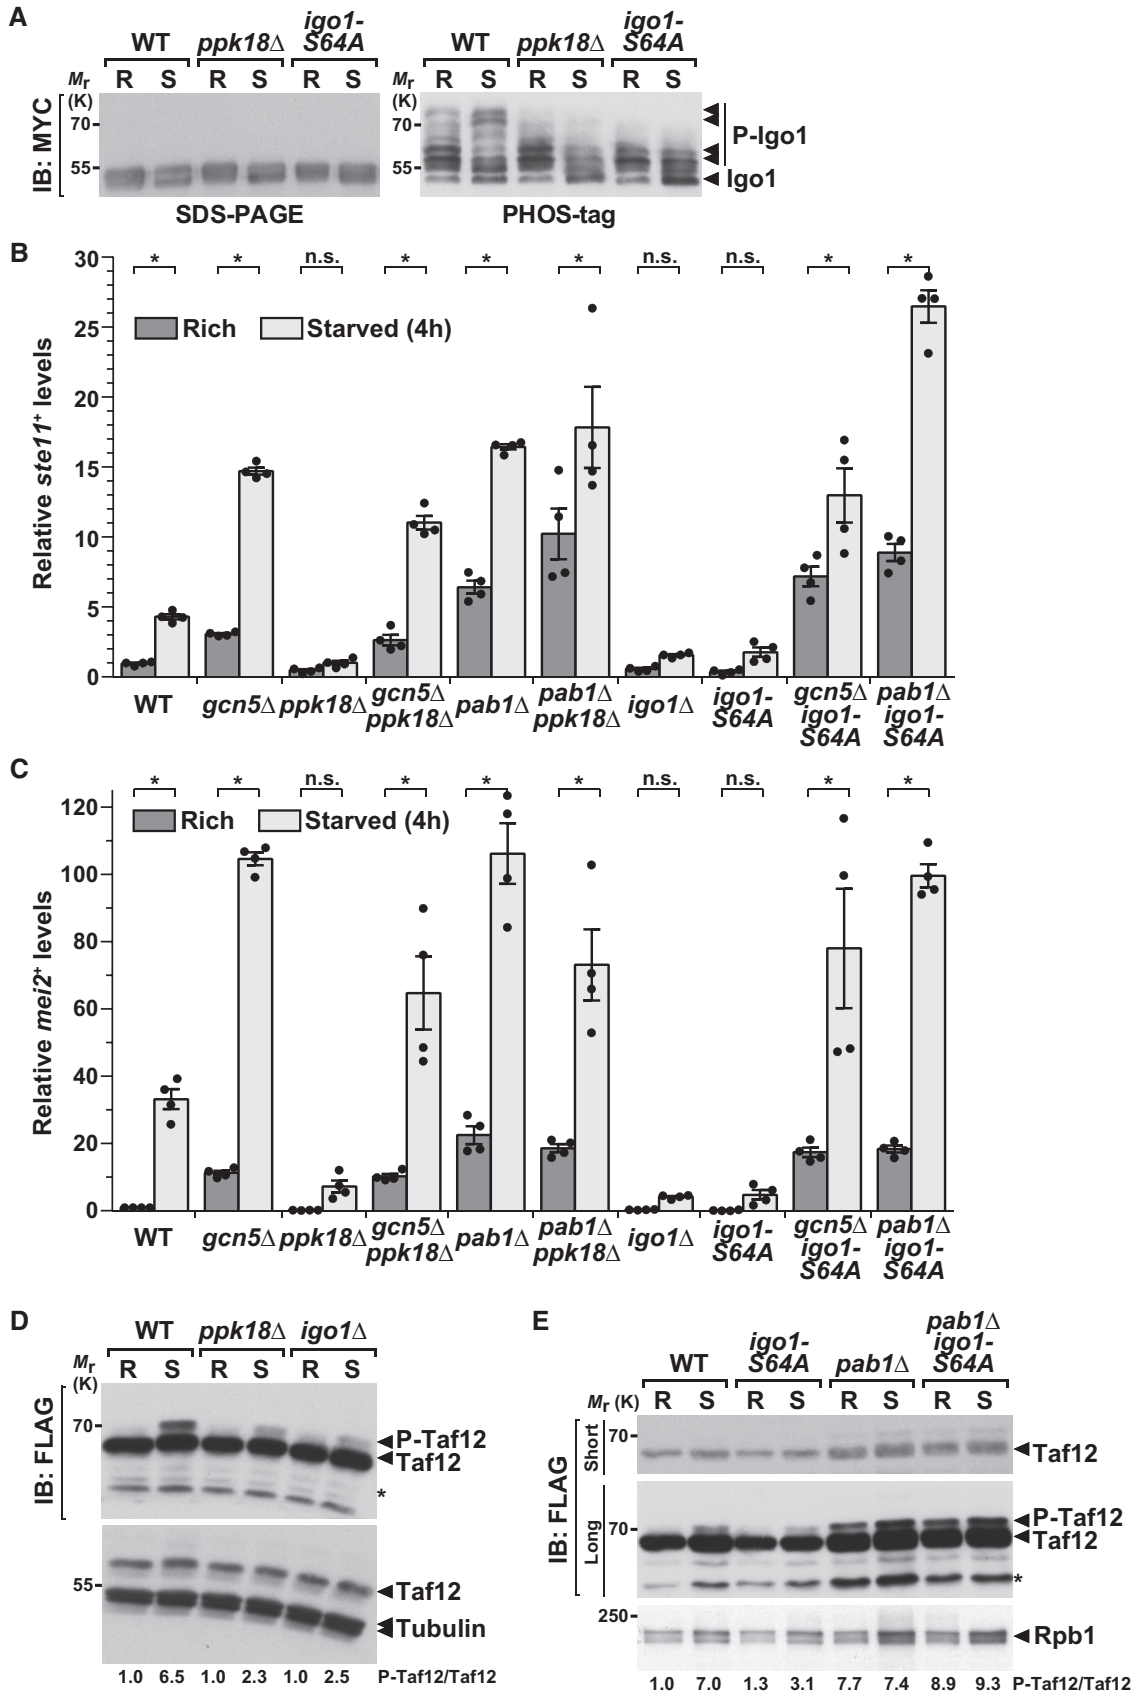 A
WT ppk18Δ igo1-S64A WT ppk18Δ igo1-S64A
R S R S R S R S R S R S
Mr (K) Mr (K)
IB: MYC
70 70
55 55
P-Igo1
Igo1
SDS-PAGE PHOS-tag
B
* * n.s. * * * n.s. n.s. * *
Relative ste11+ levels
30
25
20
15
10
5
0
Rich Starved (4h)
WT gcn5Δ ppk18Δ gcn5Δ ppk18Δ pab1Δ pab1Δ ppk18Δ igo1Δ igo1-S64A gcn5Δ igo1-S64A pab1Δ igo1-S64A
C
* * n.s. * * * n.s. n.s. * *
Relative mei2+ levels
120
100
80
60
40
20
0
Rich Starved (4h)
WT gcn5Δ ppk18Δ gcn5Δ ppk18Δ pab1Δ pab1Δ ppk18Δ igo1Δ igo1-S64A gcn5Δ igo1-S64A pab1Δ igo1-S64A
D
WT ppk18Δ igo1Δ
Mr (K)
R S R S R S
IB: FLAG
70
P-Taf12
Taf12
*
55
Taf12
Tubulin
1.0 6.5 1.0 2.3 1.0 2.5 P-Taf12/Taf12
E
WT igo1-S64A pab1Δ pab1Δ igo1-S64A
Mr (K) R S R S R S R S
IB: FLAG
Short
70
Taf12
Long
70
P-Taf12
Taf12
*
250
Rpb1
1.0 7.0 1.3 3.1 7.7 7.4 8.9 9.3 P-Taf12/Taf12